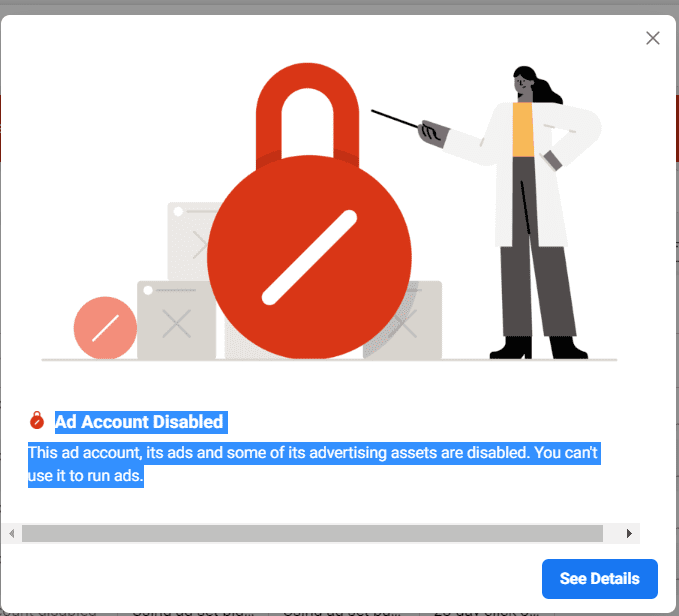 Ad Account Disabled
This ad account, its ads and some of its advertising assets are disabled. You can't
use it to run ads.
See Details